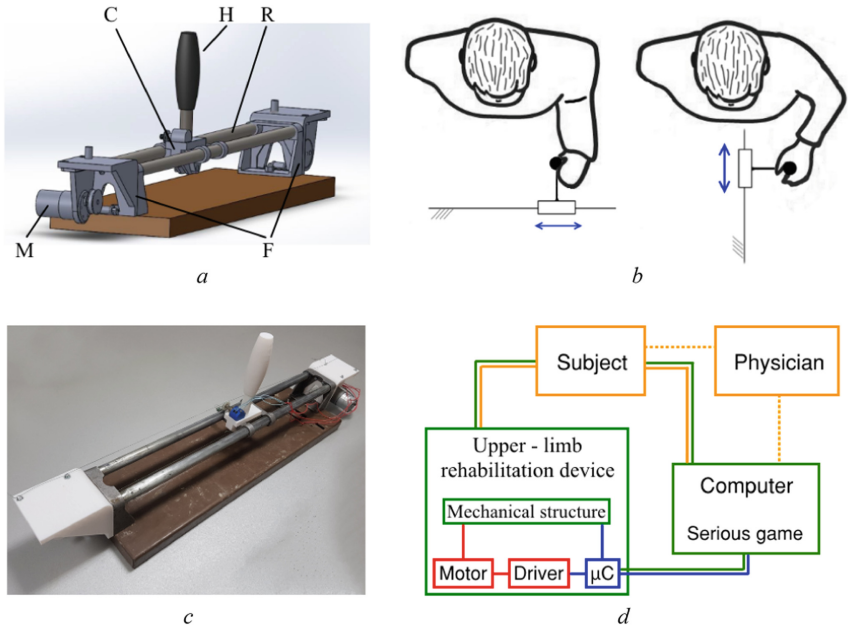 C
H
R
M
F
a
b
c
Subject
Physician
Upper - limb
rehabilitation device
Mechanical structure
Motor
Driver
µC
Computer
Serious game
d